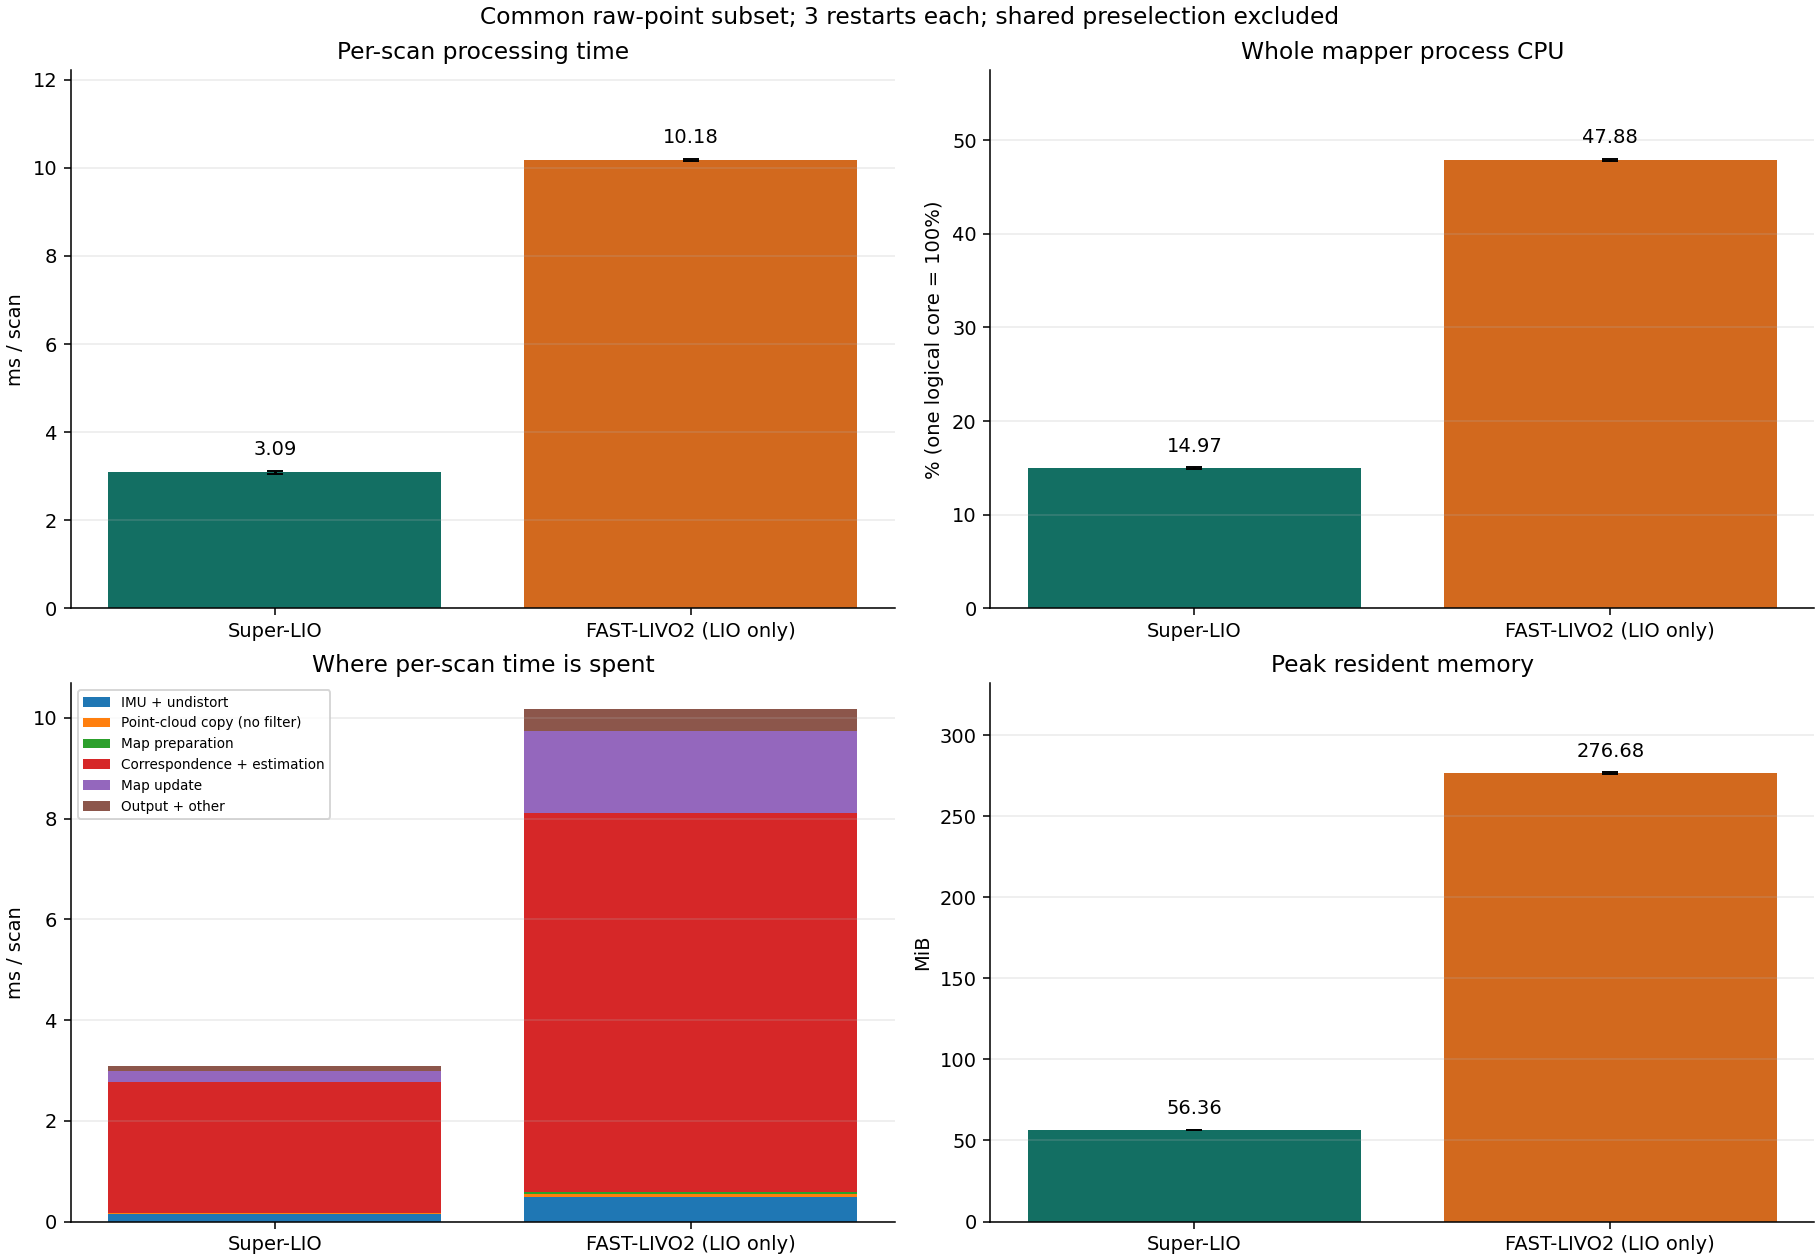 Common raw-point subset; 3 restarts each; shared preselection excluded
Per-scan processing time
ms / scan
12
10
8
6
4
2
0
3.09
10.18
Super-LIO
FAST-LIVO2 (LIO only)
Whole mapper process CPU
% (one logical core = 100%)
50
40
30
20
10
0
14.97
47.88
Super-LIO
FAST-LIVO2 (LIO only)
Where per-scan time is spent
ms / scan
10
8
6
4
2
0
IMU + undistort
Point-cloud copy (no filter)
Map preparation
Correspondence + estimation
Map update
Output + other
Super-LIO
FAST-LIVO2 (LIO only)
Peak resident memory
MiB
300
250
200
150
100
50
0
56.36
276.68
Super-LIO
FAST-LIVO2 (LIO only)